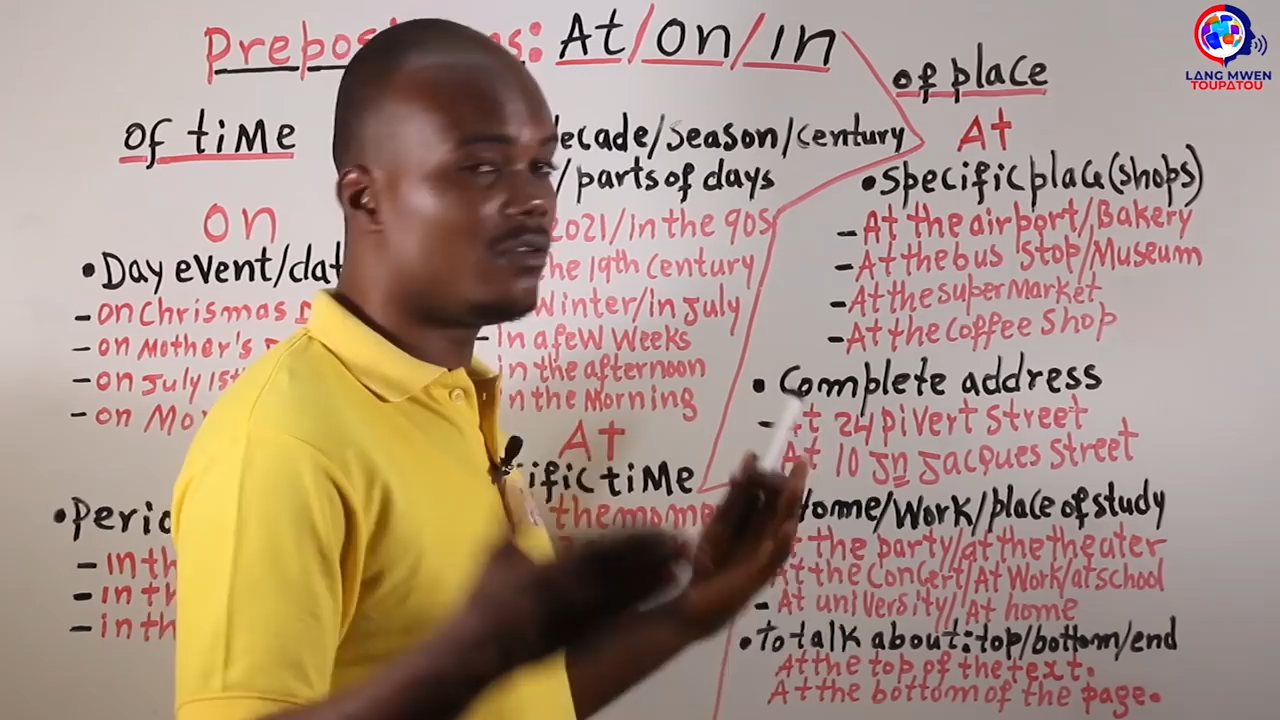 prepos s: At/on/in
of time
on
• Day event/dat
- on Chrismas D
- on Mother's D
- on July 15th
- on Mo
• Perio
- in th
- in th
- in th
ecade/season/century
/parts of days
2021/in the 90s
he 19th century
winter/in July
- in a few weeks
in the afternoon
in the Morning
At
ific time
the mome
• of place
At
• Specific place (shops)
- At the airport/Bakery
- At the bus stop/Museum
- At the superMarket
- At the coffee shop
• Complete address
- At 24 pivert street
At 10 Jn Jacques street
Home/Work/place of study
the party/at the theater
At the concert/At Work/at school
- At university/At home
• To talk about: top/bottom/end
At the top of the text.
At the bottom of the page.
LANG MWEN
TOUPATOU